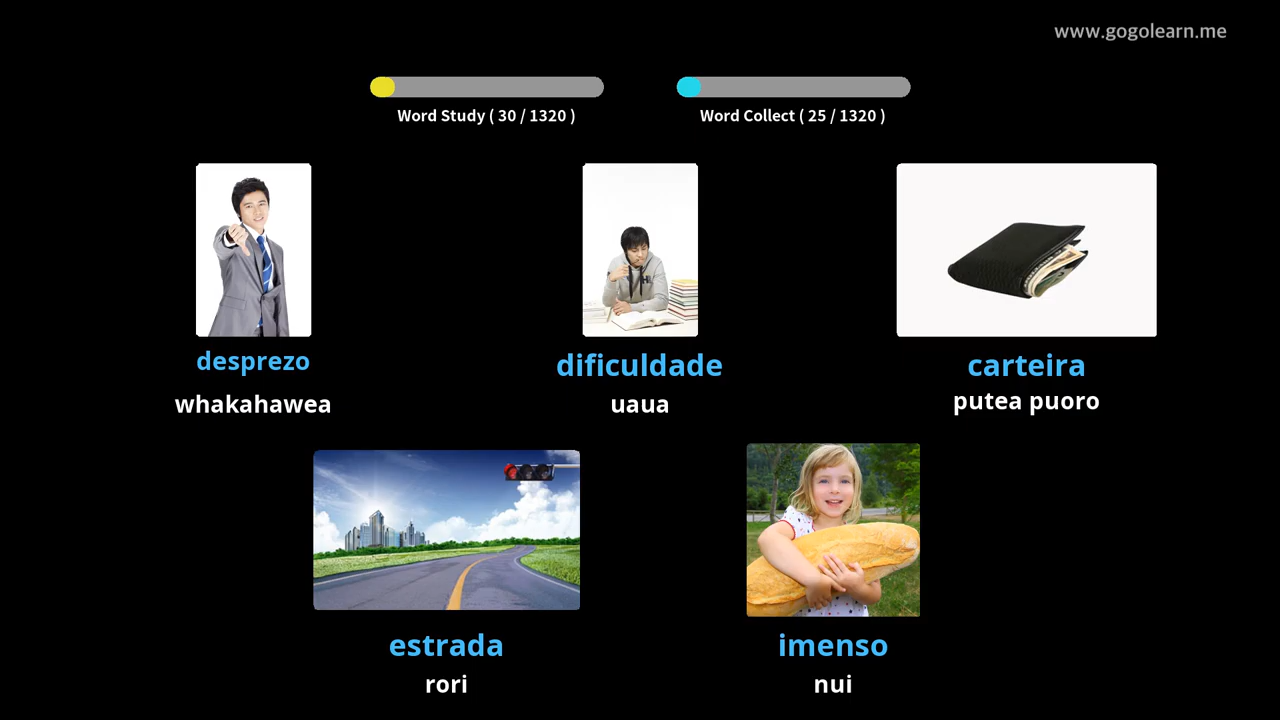 www.gogolearn.me
Word Study ( 30 / 1320 )
Word Collect ( 25 / 1320 )
desprezo
whakahawea
dificuldade
uaua
carteira
putea puoro
estrada
rori
imenso
nui